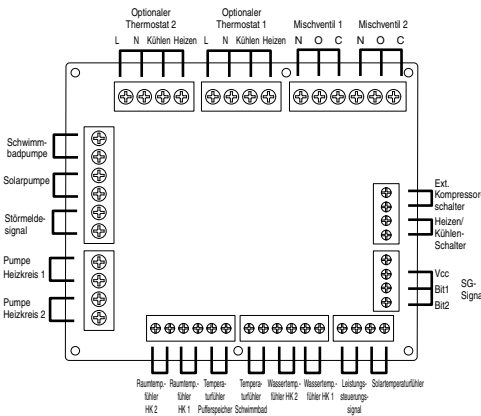 Optionaler Optionaler
Thermostat 2 Thermostat 1 Mischventil 1 Mischventil 2
L N Kühlen Heizen L N Kühlen Heizen N O C N O C
Schwimm-
badpumpe
Solarpumpe
Störmelde-
signal
Pumpe
Heizkreis 1
Pumpe
Heizkreis 2
Ext.
Kompressor
schalter
Heizen/
Kühlen-
Schalter
Vcc
Bit1
Bit2
SG-
Signa
Raumtemp.- Raumtemp.- Tempera- Tempera- Wassertemp.- Wassertemp.- Leistungs- Solartemperaturfühler
fühler fühler turfühler turfühler fühler HK 2 fühler HK 1 steuerungs-
HK 2 HK 1 Pufferspeicher Schwimmbad signal